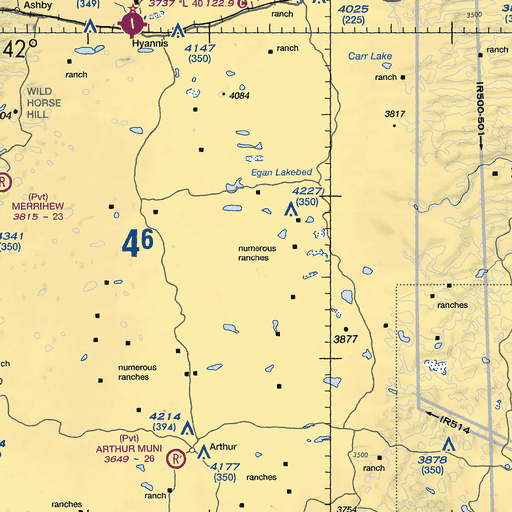 Ashby
(349)
3737 *L 40 122.9 C
4025
(225)
3500
42°
Hyannis
4147
(350)
ranch
Carr Lake
ranch
ranch
WILD
HORSE
HILL
4084
3817
IR500-501
Egan Lakebed
R
(Pvt)
MERRIHEW
3815 - 23
4227
(350)
4341
(350)
46
numerous
ranches
ranches
3877
numerous
ranches
4214
(394)
IR514
(Pvt)
ARTHUR MUNI
3649 - 26
R
Arthur
4177
(350)
3500
ranch
3878
(350)
ranches
ranch
ranches
3754